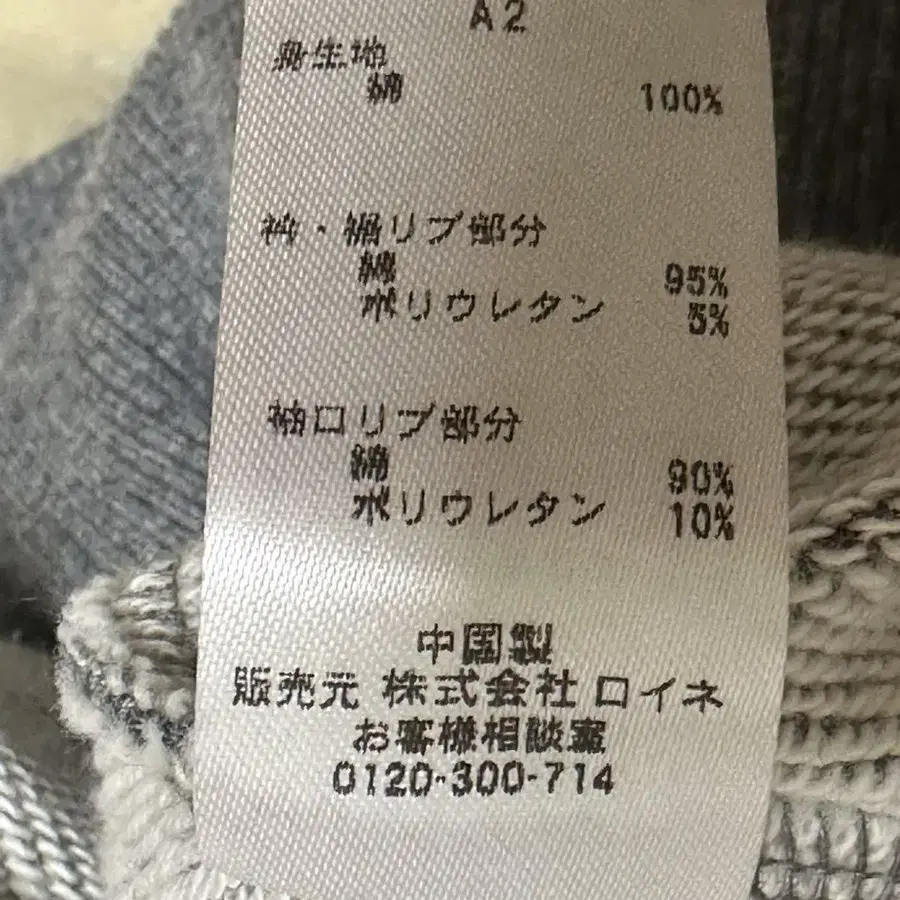 A2
身生地
綿 100%
衿・裾リブ部分
綿 95%
ポリウレタン 5%
袖口リブ部分
綿 90%
ポリウレタン 10%
中国製
販売元 株式会社 ロイネ
お客様相談室
0120-300-714